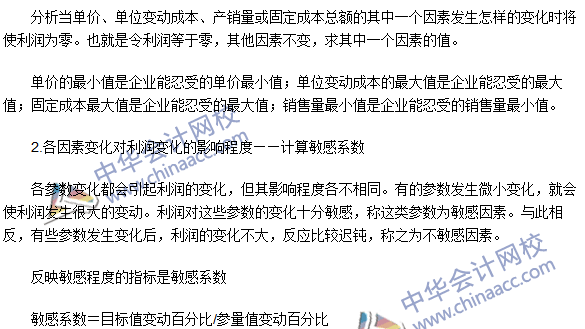 分析当单价、单位变动成本、产销量或固定成本总额的其中一个因素发生怎样的变化时将
使利润为零。也就是令利润等于零，其他因素不变，求其中一个因素的值。
单价的最小值是企业能忍受的单价最小值；单位变动成本的最大值是企业能忍受的最大
值；固定成本最大值是企业能忍受的最大值；销售量最小值是企业能忍受的销售量最小值。
2.各因素变化对利润变化的影响程度——计算敏感系数
各参数变化都会引起利润的变化，但其影响程度各不相同。有的参数发生微小变化，就会
使利润发生很大的变动。利润对这些参数的变化十分敏感，称这类参数为敏感因素。与此相
反，有些参数发生变化后，利润的变化不大，反应比较迟钝，称之为不敏感因素。
反映敏感程度的指标是敏感系数
敏感系数＝目标值变动百分比/参量值变动百分比
中华会计网校
www.chinaacc.com
中华会计网校
www.chinaacc.com